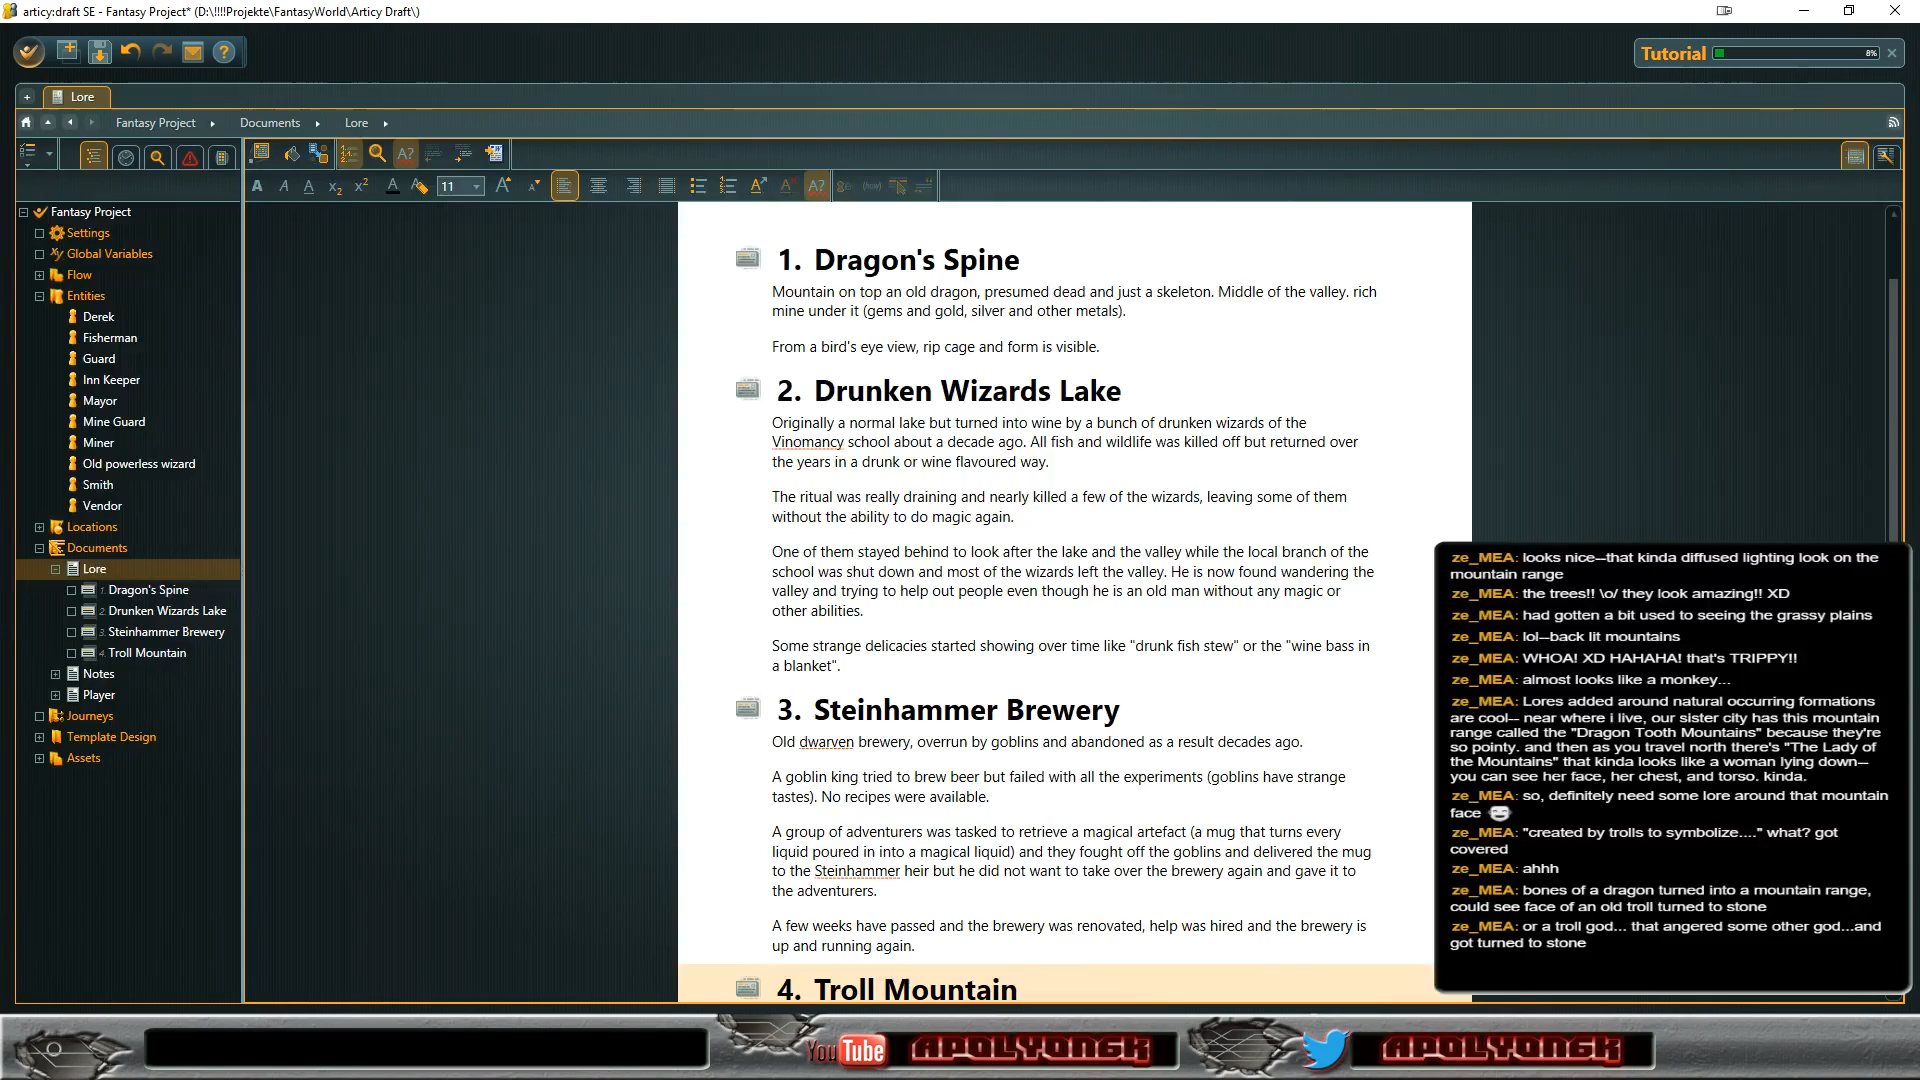 articy:draft SE - Fantasy Project* (D:\!!!!Projekte\FantasyWorld\Articy Draft\)
Tutorial
8%
Lore
Fantasy Project
Documents
Lore
11
Fantasy Project
Settings
Global Variables
Flow
Entities
Derek
Fisherman
Guard
Inn Keeper
Mayor
Mine Guard
Miner
Old powerless wizard
Smith
Vendor
Locations
Documents
Lore
1. Dragon's Spine
2. Drunken Wizards Lake
3. Steinhammer Brewery
4. Troll Mountain
Notes
Player
Journeys
Template Design
Assets
1. Dragon's Spine
Mountain on top an old dragon, presumed dead and just a skeleton. Middle of the valley. rich
mine under it (gems and gold, silver and other metals).
From a bird's eye view, rip cage and form is visible.
2. Drunken Wizards Lake
Originally a normal lake but turned into wine by a bunch of drunken wizards of the
Vinomancy school about a decade ago. All fish and wildlife was killed off but returned over
the years in a drunk or wine flavoured way.
The ritual was really draining and nearly killed a few of the wizards, leaving some of them
without the ability to do magic again.
One of them stayed behind to look after the lake and the valley while the local branch of the
school was shut down and most of the wizards left the valley. He is now found wandering the
valley and trying to help out people even though he is an old man without any magic or
other abilities.
Some strange delicacies started showing over time like "drunk fish stew" or the "wine bass in
a blanket".
3. Steinhammer Brewery
Old dwarven brewery, overrun by goblins and abandoned as a result decades ago.
A goblin king tried to brew beer but failed with all the experiments (goblins have strange
tastes). No recipes were available.
A group of adventurers was tasked to retrieve a magical artefact (a mug that turns every
liquid poured in into a magical liquid) and they fought off the goblins and delivered the mug
to the Steinhammer heir but he did not want to take over the brewery again and gave it to
the adventurers.
A few weeks have passed and the brewery was renovated, help was hired and the brewery is
up and running again.
4. Troll Mountain
ze_MEA: looks nice--that kinda diffused lighting look on the
mountain range
ze_MEA: the trees!! \o/ they look amazing!! XD
ze_MEA: had gotten a bit used to seeing the grassy plains
ze_MEA: lol--back lit mountains
ze_MEA: WHOA! XD HAHAHA! that's TRIPPY!!
ze_MEA: almost looks like a monkey...
ze_MEA: Lores added around natural occurring formations
are cool-- near where i live, our sister city has this mountain
range called the "Dragon Tooth Mountains" because they're
so pointy. and then as you travel north there's "The Lady of
the Mountains" that kinda looks like a woman lying down--
you can see her face, her chest, and torso. kinda.
ze_MEA: so, definitely need some lore around that mountain
face
ze_MEA: "created by trolls to symbolize...." what? got
covered
ze_MEA: ahhh
ze_MEA: bones of a dragon turned into a mountain range,
could see face of an old troll turned to stone
ze_MEA: or a troll god... that angered some other god...and
got turned to stone
YouTube
APOLYONGK
APOLYONGK